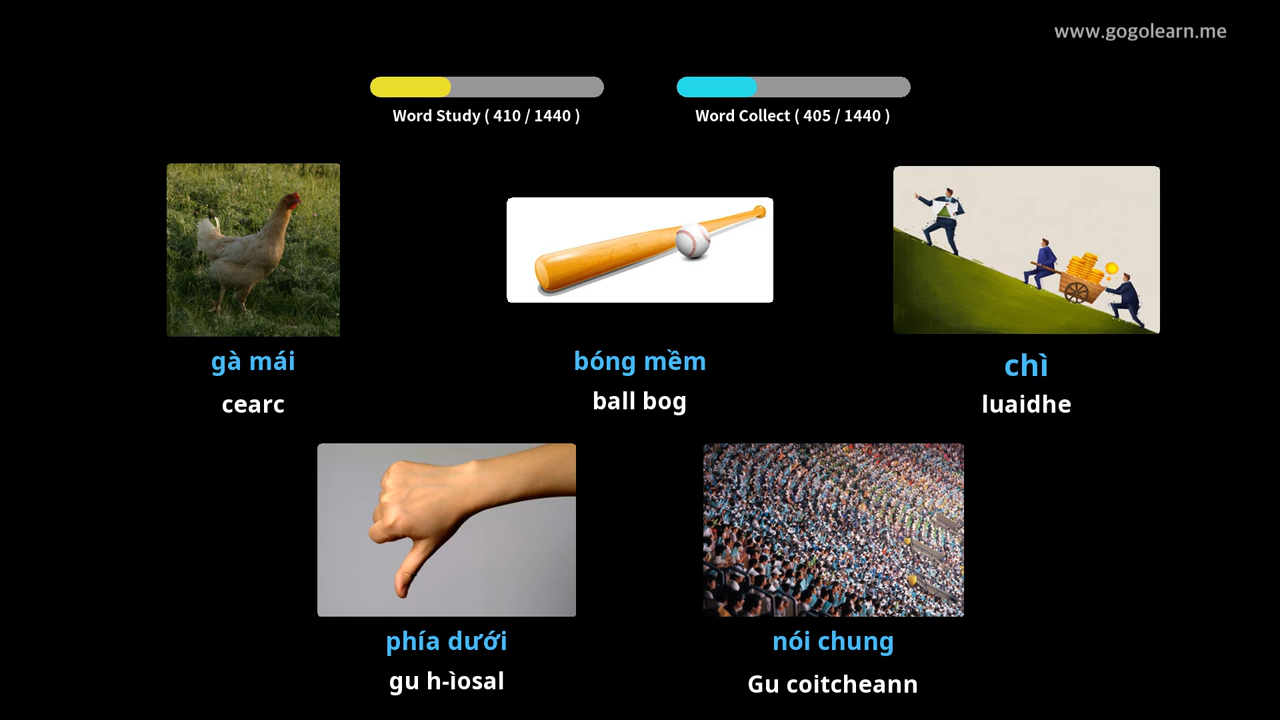 www.gogolearn.me
Word Study ( 410 / 1440 )
Word Collect ( 405 / 1440 )
gà mái
cearc
bóng mềm
ball bog
chì
luaidhe
phía dưới
gu h-ìosal
nói chung
Gu coitcheann